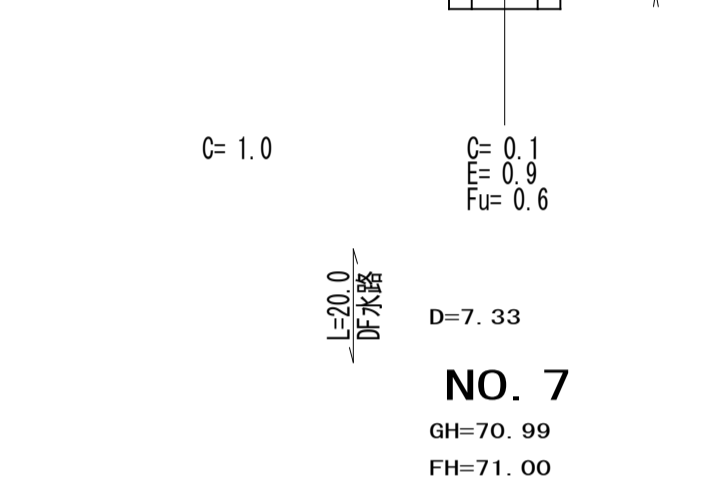 C= 1.0
C= 0.1
E= 0.9
Fu= 0.6
L=20.0
DF水路
D=7.33
NO. 7
GH=70.99
FH=71.00